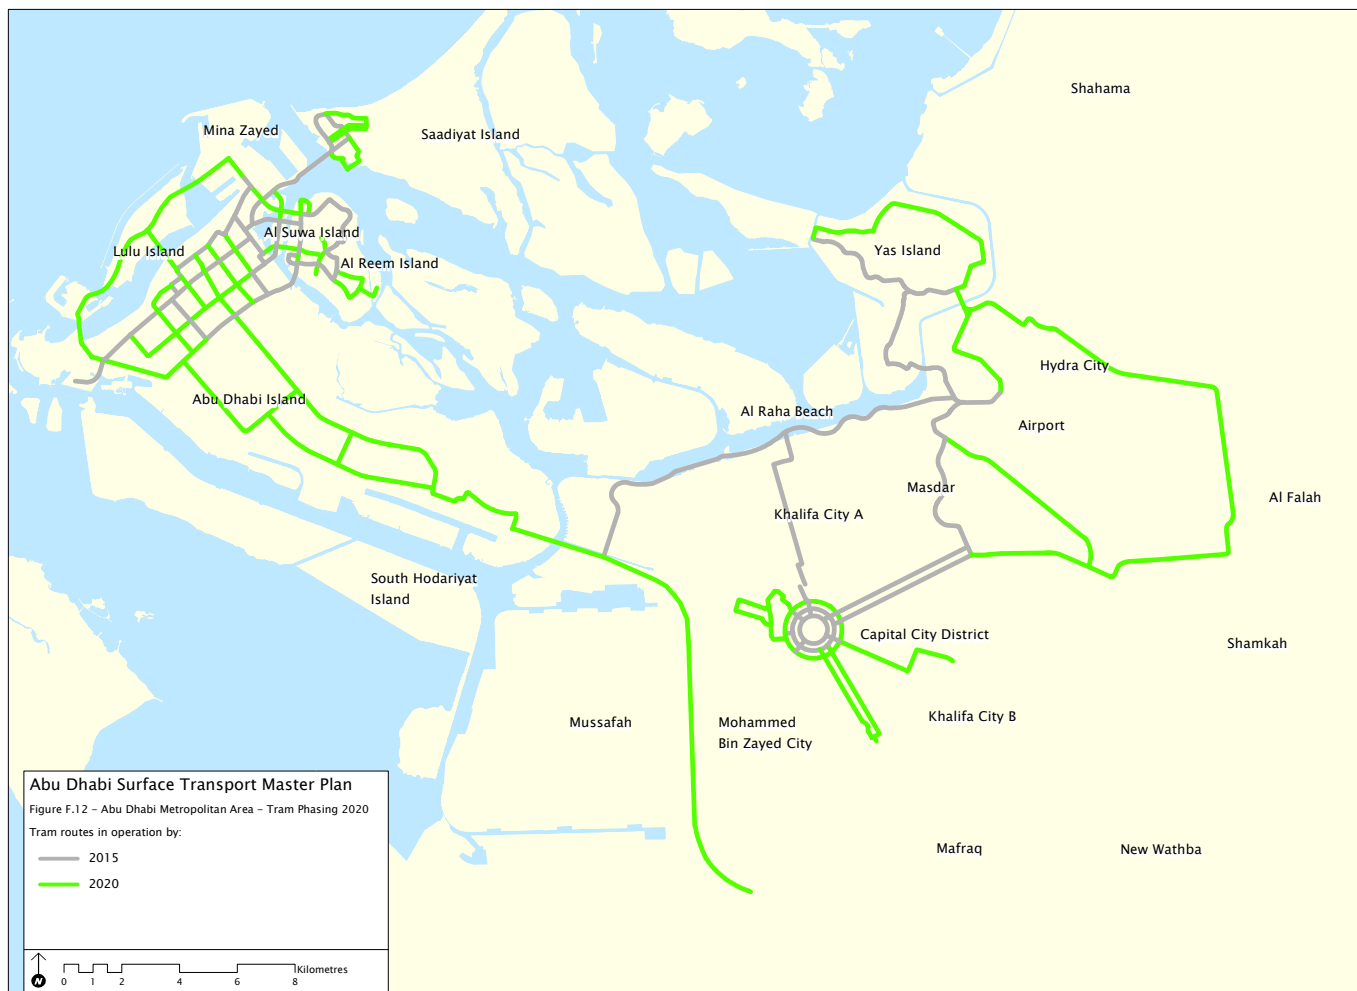 Shahama
Mina Zayed
Saadiyat Island
Al Suwa Island
Lulu Island
Yas Island
Al Reem Island
Hydra City
Abu Dhabi Island
Al Raha Beach
Airport
Masdar
Al Falah
Khalifa City A
South Hodariyat
Island
Capital City District
Shamkah
Khalifa City B
Mussafah
Mohammed
Bin Zayed City
Mafraq
New Wathba
Abu Dhabi Surface Transport Master Plan
Figure F.12 – Abu Dhabi Metropolitan Area – Tram Phasing 2020
Tram routes in operation by:
2015
2020
N
Kilometres
0 1 2 4 6 8